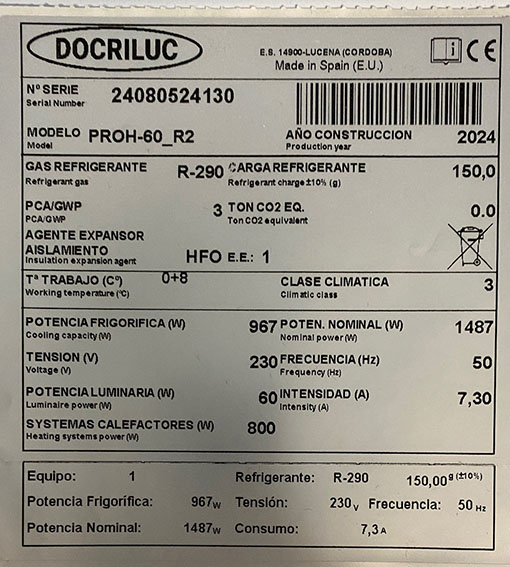 DOCRILUC
E.S. 14900-LUCENA (CORDOBA)
Made in Spain (E.U.)
i CE
Nº SERIE 24080524130
Serial Number
MODELO PROH-60_R2 AÑO CONSTRUCCION 2024
Model Production year
GAS REFRIGERANTE R-290 CARGA REFRIGERANTE 150,0
Refrigerant gas Refrigerant charge±10% (g)
PCA/GWP 3 TON CO2 EQ. 0.0
PCA/GWP Ton CO2 equivalent
AGENTE EXPANSOR
AISLAMIENTO HFO E.E.: 1
Insulation expansion agent
Tª TRABAJO (Cº) 0+8 CLASE CLIMATICA 3
Working temperature (ºC) Climatic class
POTENCIA FRIGORIFICA (W) 967 POTEN. NOMINAL (W) 1487
Cooling capacity (W) Nominal power (W)
TENSION (V) 230 FRECUENCIA (Hz) 50
Voltage (V) Frequency (Hz)
POTENCIA LUMINARIA (W) 60 INTENSIDAD (A) 7,30
Luminaire power (W) Intensity (A)
SYSTEMAS CALEFACTORES (W) 800
Heating systems power (W)
Equipo: 1 Refrigerante: R-290 150,00g (±10%)
Potencia Frigorífica: 967W Tensión: 230V Frecuencia: 50 Hz
Potencia Nominal: 1487W Consumo: 7,3A